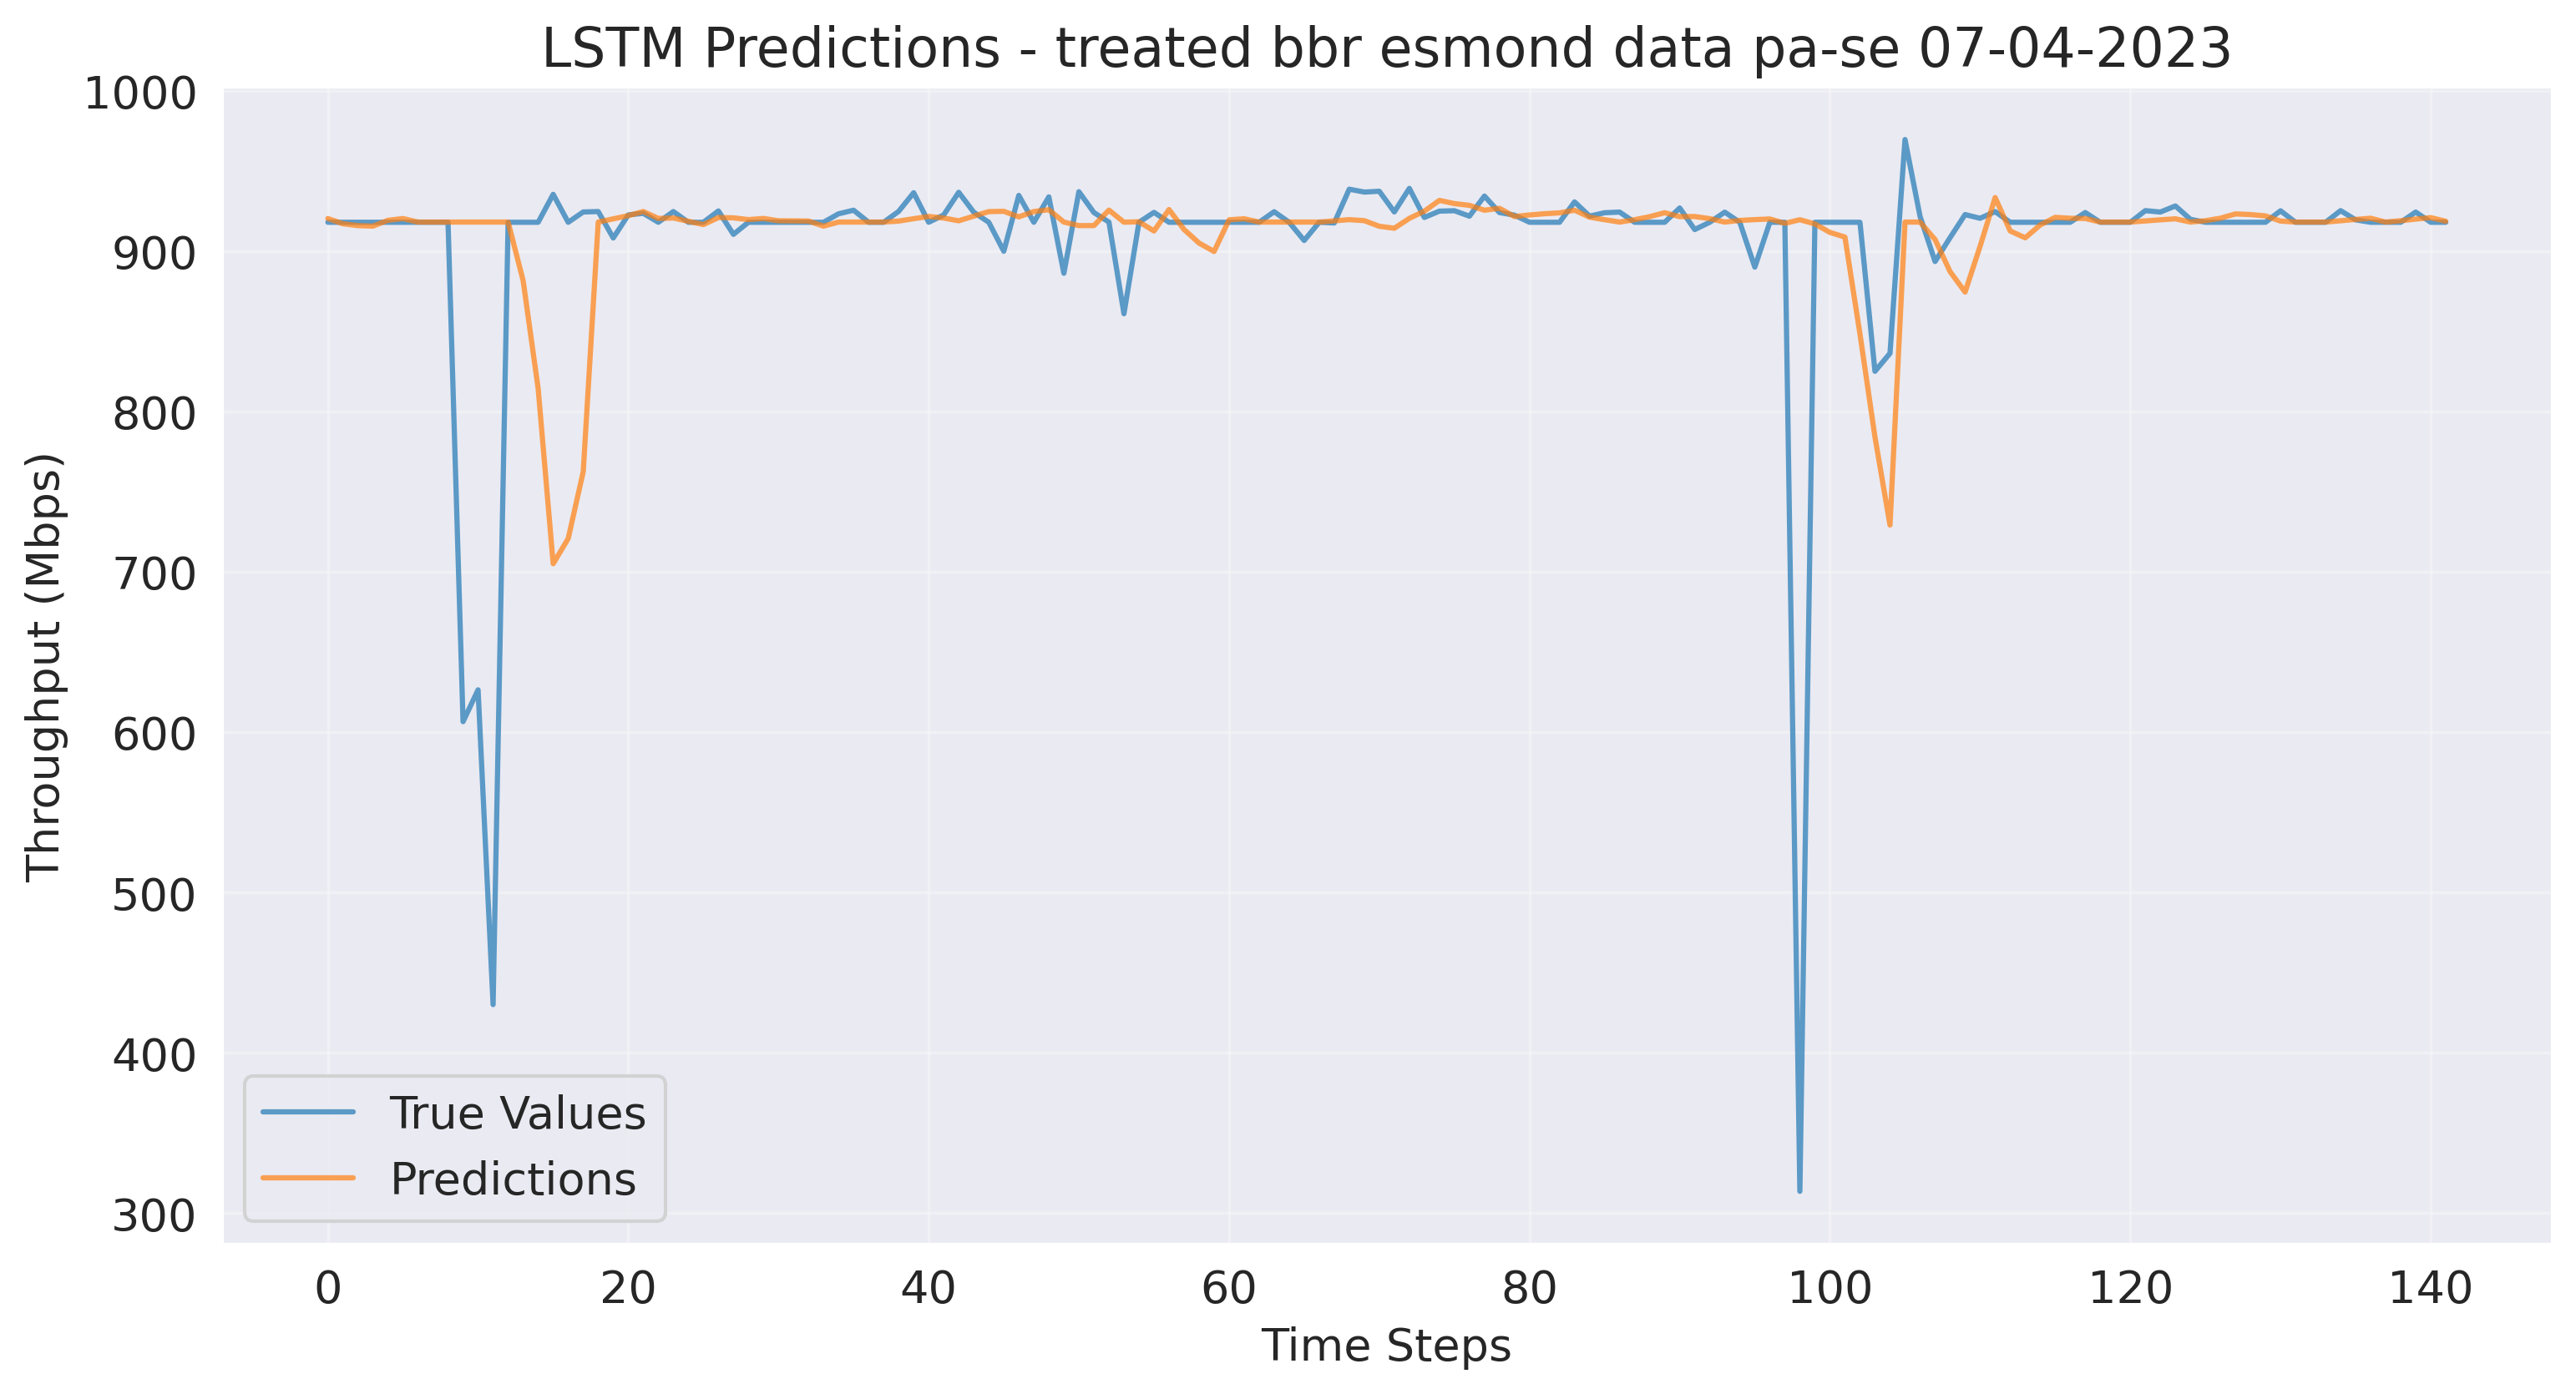 LSTM Predictions - treated bbr esmond data pa-se 07-04-2023
Throughput (Mbps)
1000
900
800
700
600
500
400
300
True Values
Predictions
0 20 40 60 80 100 120 140
Time Steps